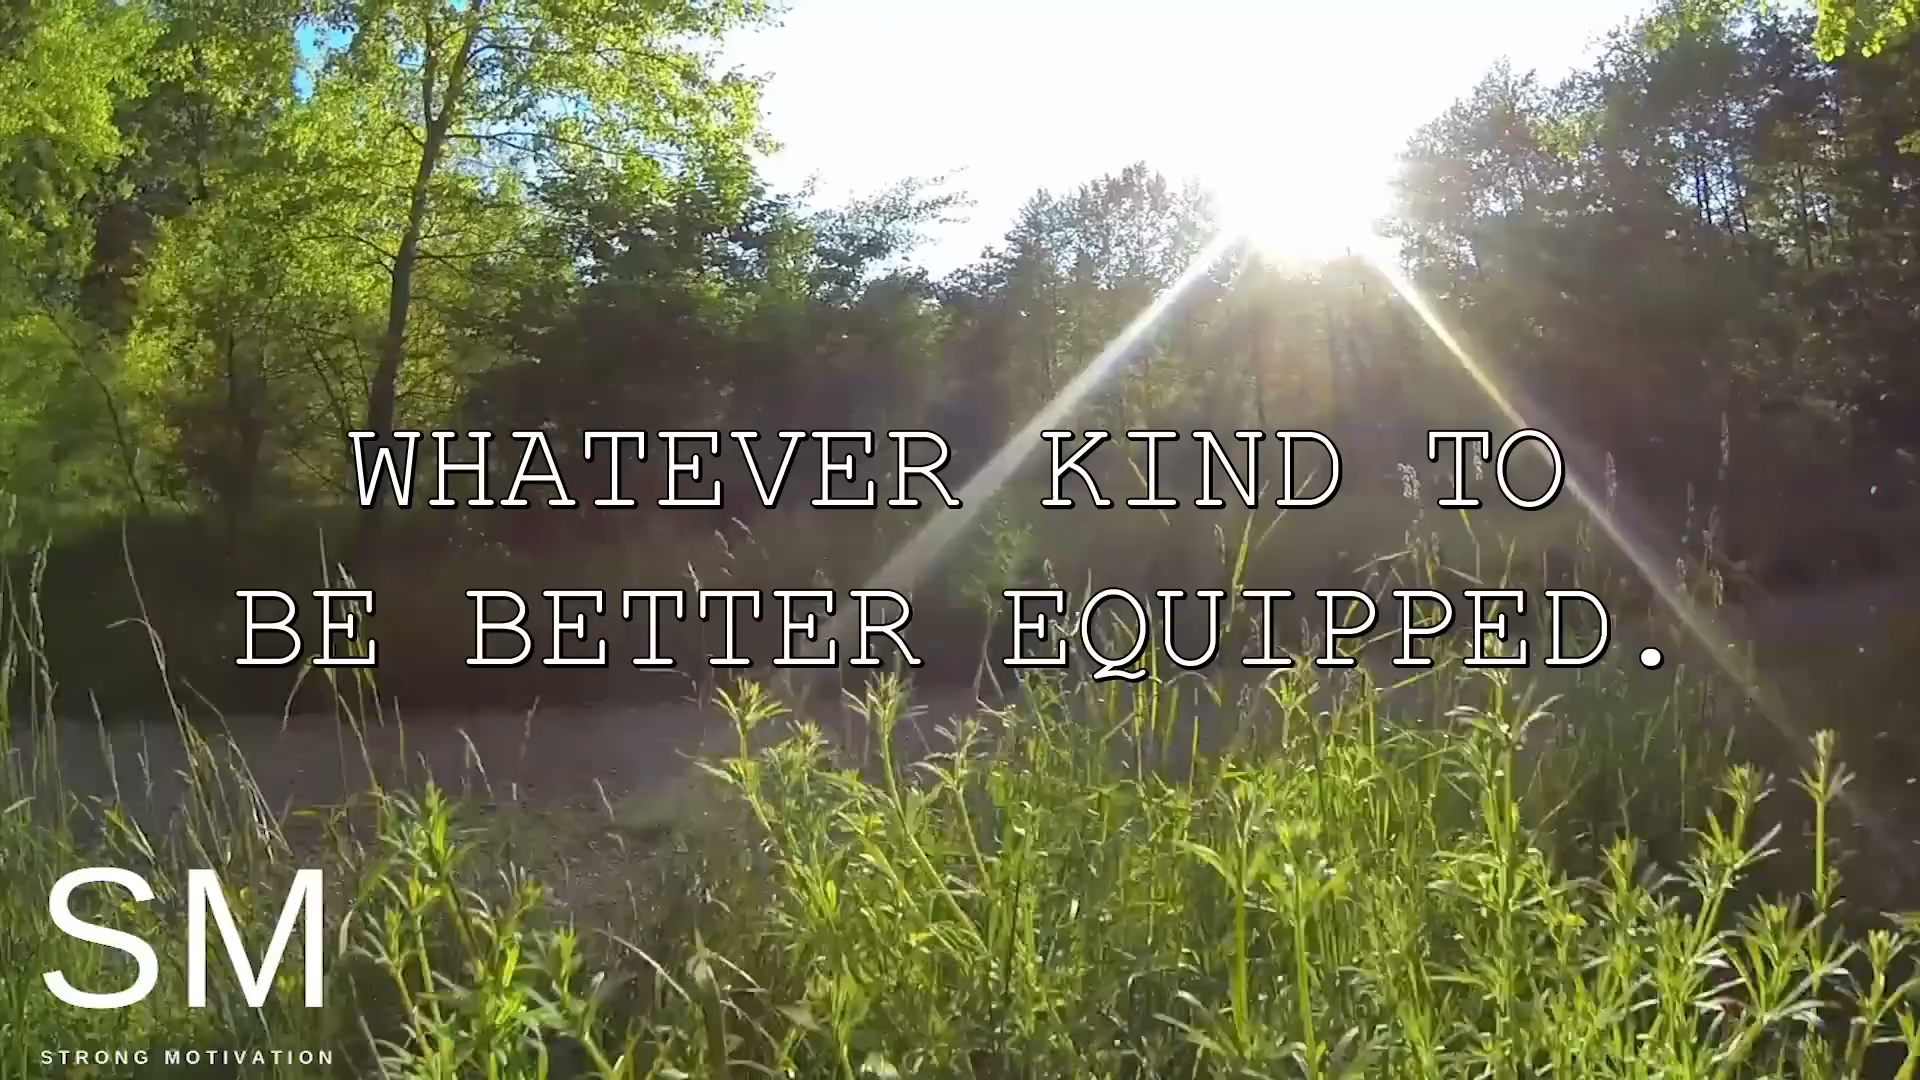 WHATEVER KIND TO
BE BETTER EQUIPPED.
SM
STRONG MOTIVATION